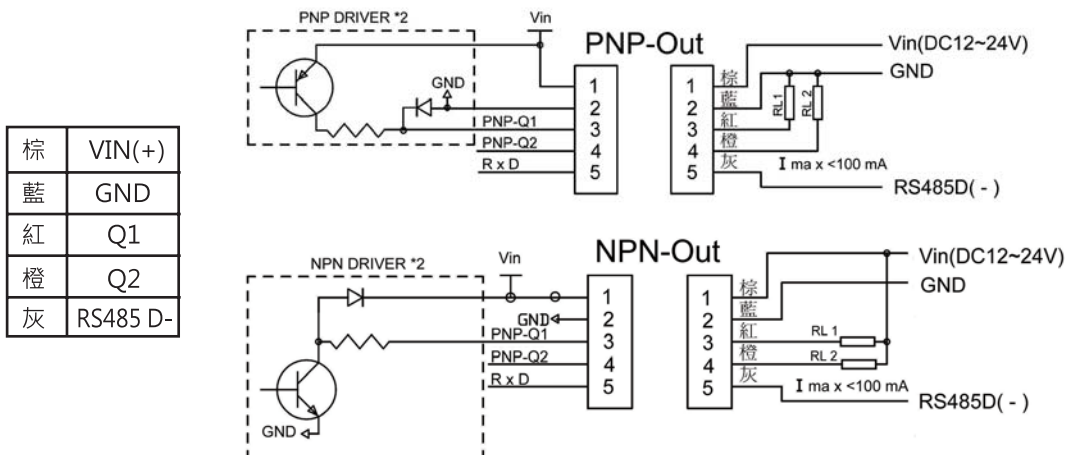 棕 VIN(+)
藍 GND
紅 Q1
橙 Q2
灰 RS485 D-
PNP DRIVER *2
Vin
PNP-Out
GND
PNP-Q1
PNP-Q2
R x D
1
2
3
4
5
1
2
3
4
5
棕
藍
紅
橙
灰
RL 1
RL 2
Vin(DC12~24V)
GND
I ma x <100 mA
RS485D( - )
NPN DRIVER *2
Vin
NPN-Out
GND
PNP-Q1
PNP-Q2
R x D
GND
1
2
3
4
5
1
2
3
4
5
棕
藍
紅
橙
灰
RL 1
RL 2
Vin(DC12~24V)
GND
I ma x <100 mA
RS485D( - )